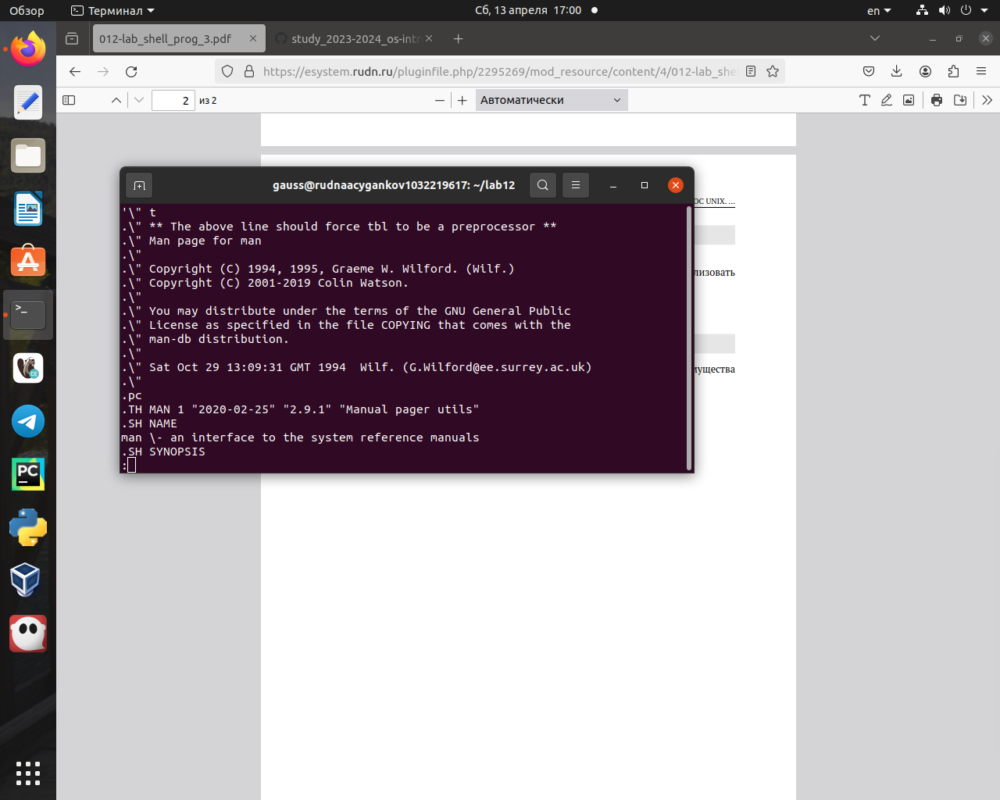 Обзор
Терминал
Сб, 13 апреля 17:00
en
012-lab_shell_prog_3.pdf
study_2023-2024_os-intr
https://esystem.rudn.ru/pluginfile.php/2295269/mod_resource/content/4/012-lab_she
2
из 2
Автоматически
gauss@rudnaacygankov1032219617: ~/lab12
'\" t
.\" ** The above line should force tbl to be a preprocessor **
.\" Man page for man
.\"
.\" Copyright (C) 1994, 1995, Graeme W. Wilford. (Wilf.)
.\" Copyright (C) 2001-2019 Colin Watson.
.\"
.\" You may distribute under the terms of the GNU General Public
.\" License as specified in the file COPYING that comes with the
.\" man-db distribution.
.\"
.\" Sat Oct 29 13:09:31 GMT 1994  Wilf. (G.Wilford@ee.surrey.ac.uk)
.\"
.pc
.TH MAN 1 "2020-02-25" "2.9.1" "Manual pager utils"
.SH NAME
man \- an interface to the system reference manuals
.SH SYNOPSIS
:
ОС UNIX. ...
лизовать
мущества
>_
CE
PC